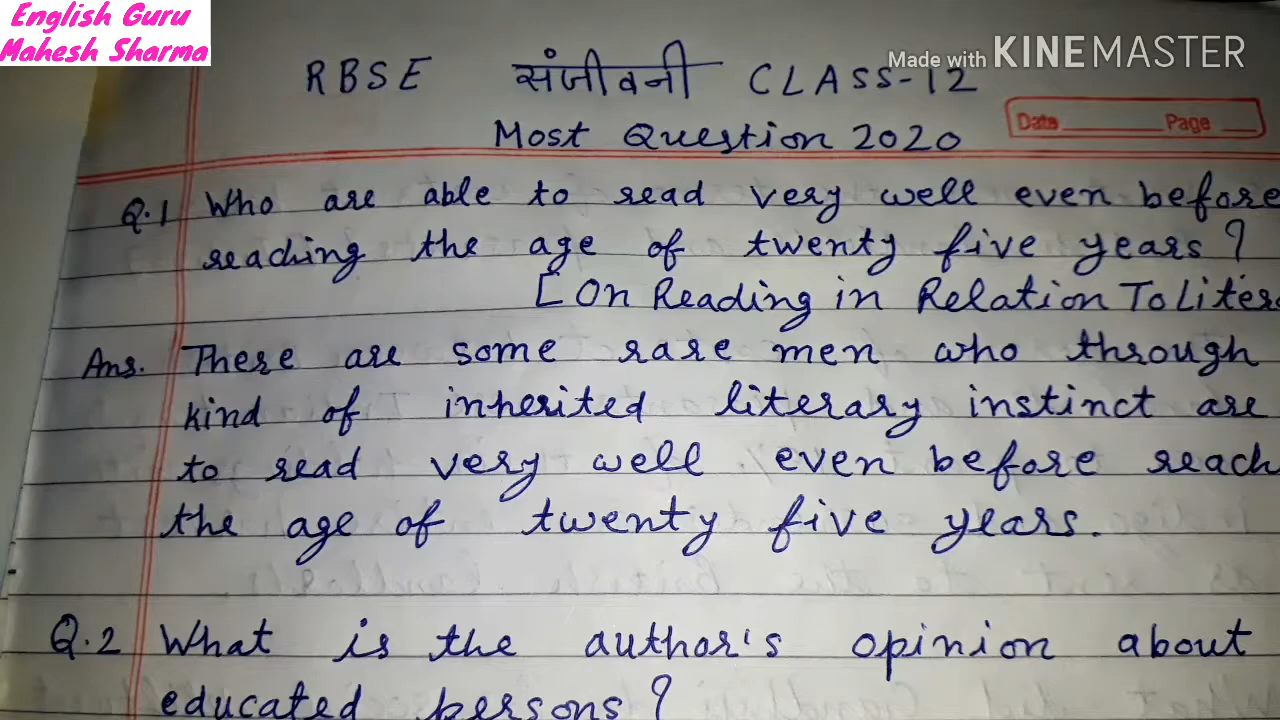 English Guru
Mahesh Sharma
Made with KINEMASTER
RBSE संजीवनी CLASS-12
Date Page
Most Question 2020
Q.1 Who are able to read very well even before
reaching the age of twenty five years?
[On Reading in Relation To Liter
Ans. There are some rare men who through
kind of inherited literary instinct are
to read very well even before reach
the age of twenty five years.
Q.2 What is the author's opinion about
educated persons?